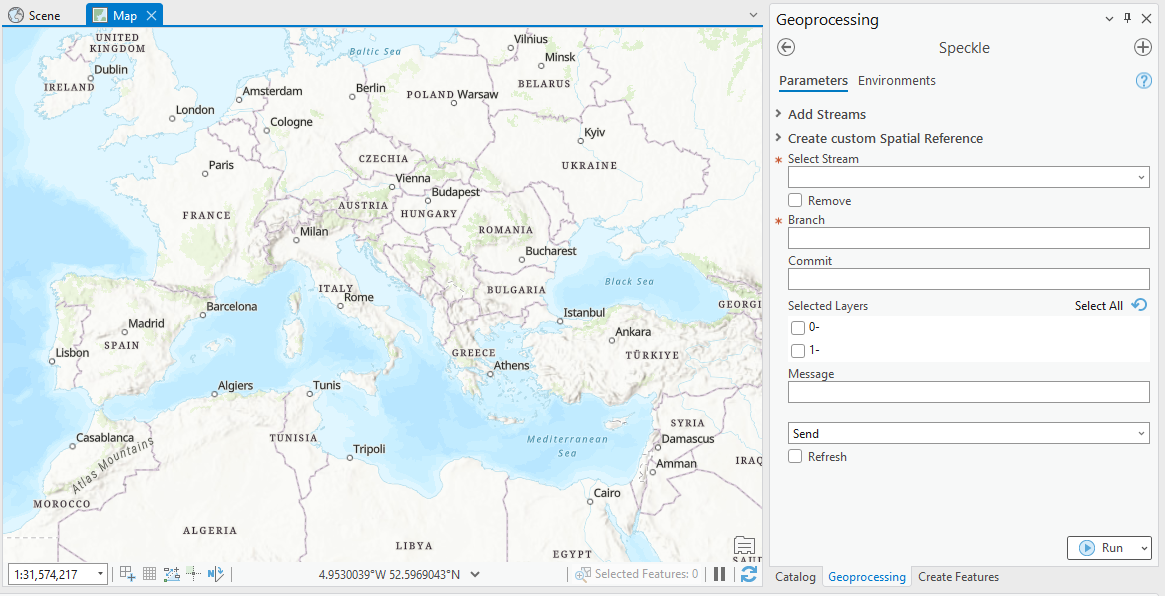 Scene
Map
Geoprocessing
Speckle
Parameters
Environments
Add Streams
Create custom Spatial Reference
Select Stream
Remove
Branch
Commit
Selected Layers
Select All
0-
1-
Message
Send
Refresh
Run
Catalog
Geoprocessing
Create Features
UNITED
KINGDOM
Dublin
IRELAND
London
Amsterdam
Cologne
Paris
FRANCE
Baltic Sea
Berlin
POLAND
Warsaw
Vilnius
Minsk
BELARUS
Kyiv
UKRAINE
CZECHIA
Vienna
AUSTRIA
Budapest
HUNGARY
Milan
ROMANIA
Bucharest
BULGARIA
Black Sea
GEORGI
ITALY
Rome
Barcelona
Madrid
SPAIN
Lisbon
Istanbul
Ankara
TÜRKIYE
GREECE
Athens
Algiers
Tunis
TUNISIA
Tripoli
Casablanca
Atlas Mountains
MOROCCO
ALGERIA
LIBYA
Mediterranean
Sea
SYRIA
Damascus
Amman
IRAQ
Cairo
EGYPT
SAUD
1:31,574,217
4.9530039°W 52.5969043°N
Selected Features: 0